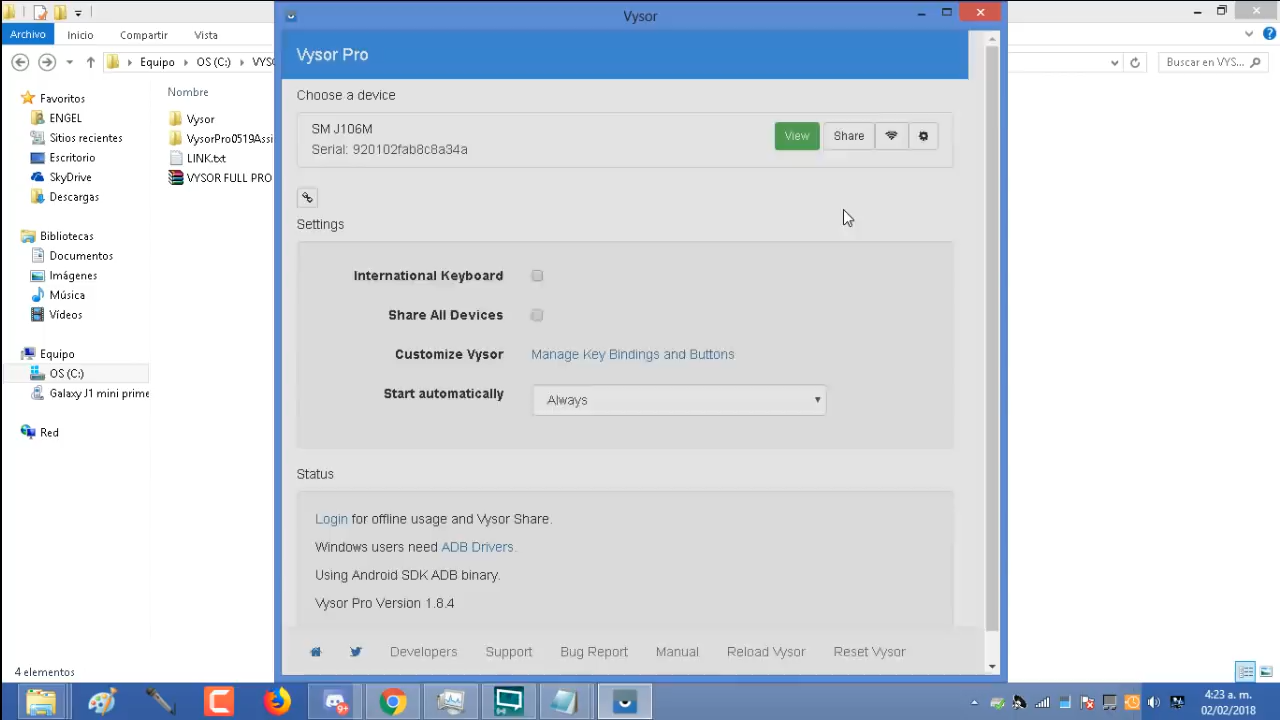 Vysor
Archivo Inicio Compartir Vista
Equipo OS (C:)
Buscar en VYS...
Favoritos
ENGEL
Sitios recientes
Escritorio
SkyDrive
Descargas
Bibliotecas
Documentos
Imágenes
Música
Vídeos
Equipo
OS (C:)
Galaxy J1 mini prime
Red
Nombre
Vysor
VysorPro0519Assi
LINK.txt
VYSOR FULL PRO
Vysor Pro
Choose a device
SM J106M
Serial: 920102fab8c8a34a
View Share
Settings
International Keyboard
Share All Devices
Customize Vysor Manage Key Bindings and Buttons
Start automatically Always
Status
Login for offline usage and Vysor Share.
Windows users need ADB Drivers.
Using Android SDK ADB binary.
Vysor Pro Version 1.8.4
Developers Support Bug Report Manual Reload Vysor Reset Vysor
4 elementos
4:23 a. m.
02/02/2018